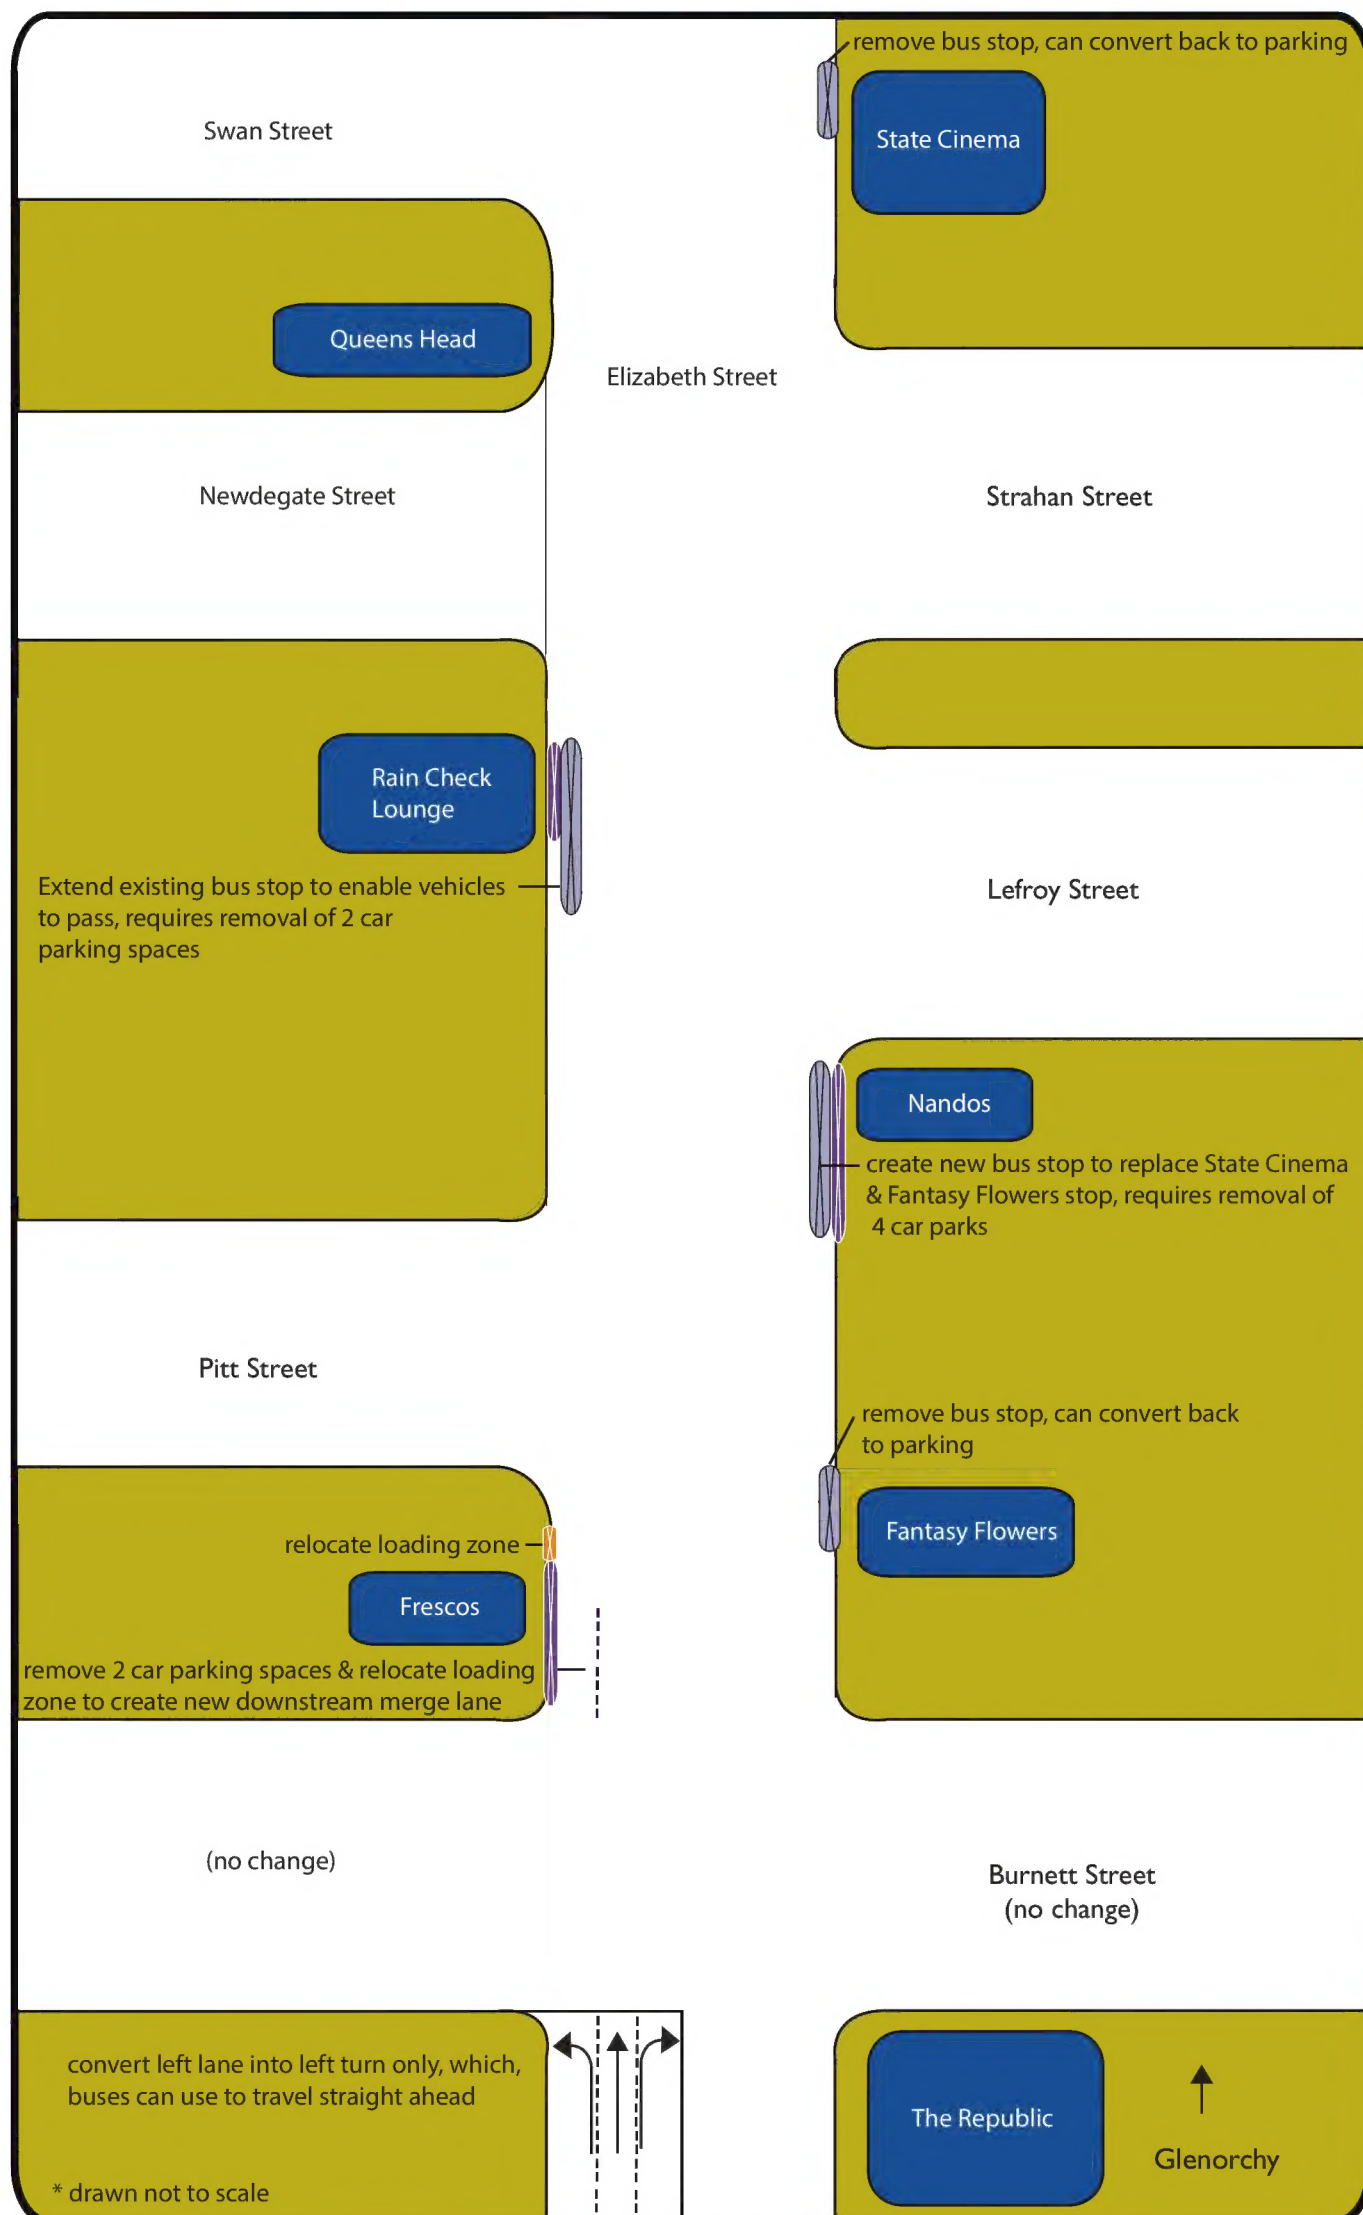 remove bus stop, can convert back to parking
Swan Street
State Cinema
Queens Head
Elizabeth Street
Newdegate Street
Strahan Street
Rain Check
Lounge
Extend existing bus stop to enable vehicles
to pass, requires removal of 2 car
parking spaces
Lefroy Street
Nandos
create new bus stop to replace State Cinema
& Fantasy Flowers stop, requires removal of
4 car parks
Pitt Street
remove bus stop, can convert back
to parking
Fantasy Flowers
relocate loading zone
Frescos
remove 2 car parking spaces & relocate loading
zone to create new downstream merge lane
(no change)
Burnett Street
(no change)
convert left lane into left turn only, which,
buses can use to travel straight ahead
The Republic
Glenorchy
* drawn not to scale